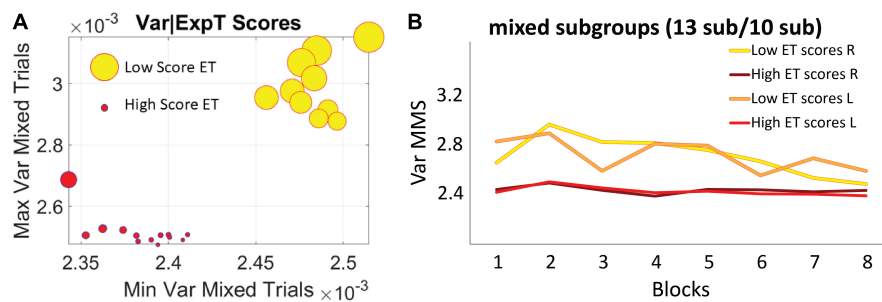 A
Var|ExpT Scores
×10⁻³
Max Var Mixed Trials
3
2.8
2.6
Low Score ET
High Score ET
2.35
2.4
2.45
2.5
Min Var Mixed Trials ×10⁻³
B
mixed subgroups (13 sub/10 sub)
Low ET scores R
High ET scores R
Low ET scores L
High ET scores L
Var MMS
3.2
2.8
2.4
1 2 3 4 5 6 7 8
Blocks